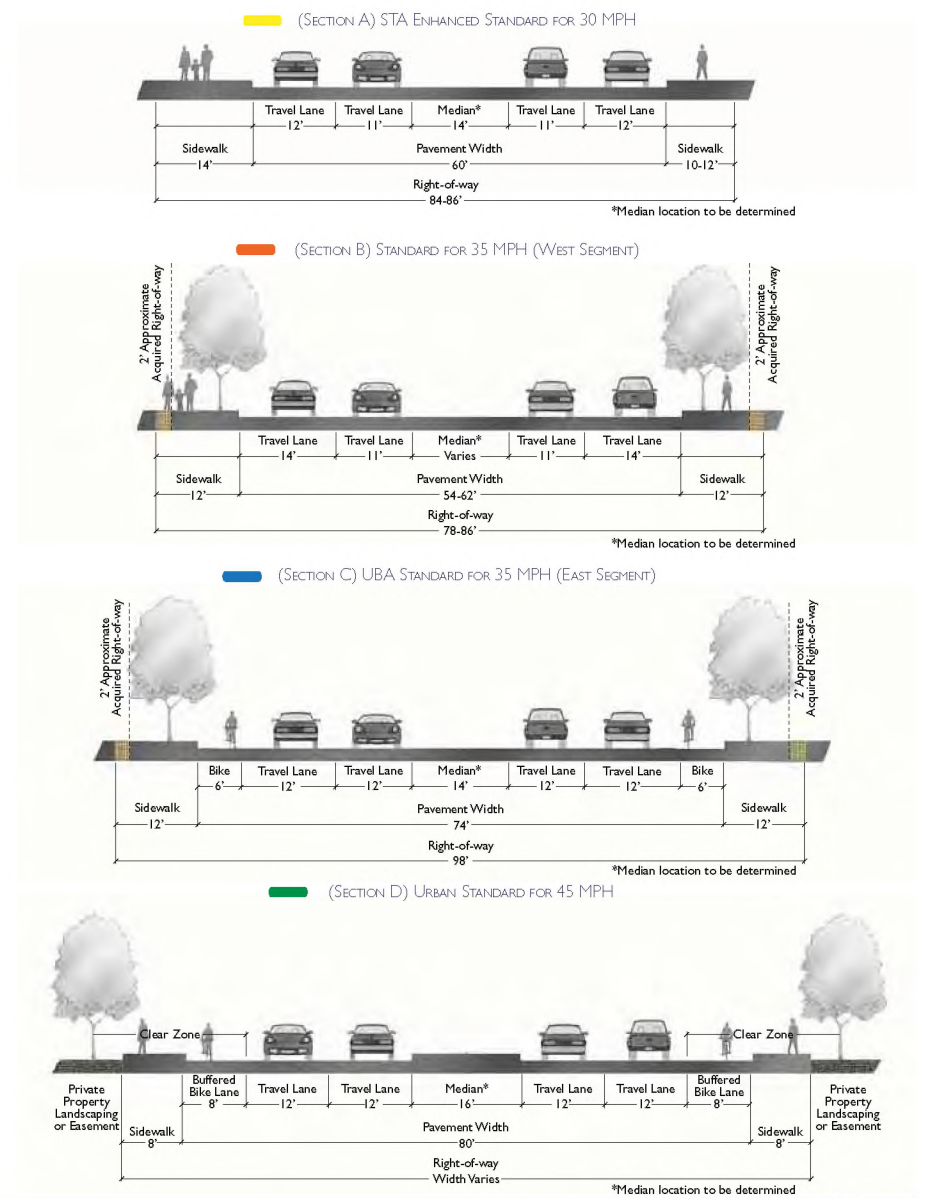 (Section A) STA Enhanced Standard for 30 MPH
Travel Lane Travel Lane Median* Travel Lane Travel Lane
12' 11' 14' 11' 12'
Sidewalk Pavement Width Sidewalk
14' 60' 10-12'
Right-of-way
84-86'
*Median location to be determined
(Section B) Standard for 35 MPH (West Segment)
2' Approximate
Acquired Right-of-way
2' Approximate
Acquired Right-of-way
Travel Lane Travel Lane Median* Travel Lane Travel Lane
14' 11' Varies 11' 14'
Sidewalk Pavement Width Sidewalk
12' 54-62' 12'
Right-of-way
78-86'
*Median location to be determined
(Section C) UBA Standard for 35 MPH (East Segment)
2' Approximate
Acquired Right-of-way
2' Approximate
Acquired Right-of-way
Bike Travel Lane Travel Lane Median* Travel Lane Travel Lane Bike
6' 12' 12' 14' 12' 12' 6'
Sidewalk Pavement Width Sidewalk
12' 74' 12'
Right-of-way
98'
*Median location to be determined
(Section D) Urban Standard for 45 MPH
Clear Zone Clear Zone
Private
Property
Landscaping
or Easement
Buffered
Bike Lane Travel Lane Travel Lane Median* Travel Lane Travel Lane Buffered
Bike Lane
8' 12' 12' 16' 12' 12' 8'
Private
Property
Landscaping
or Easement
Sidewalk Pavement Width Sidewalk
8' 80' 8'
Right-of-way
Width Varies
*Median location to be determined